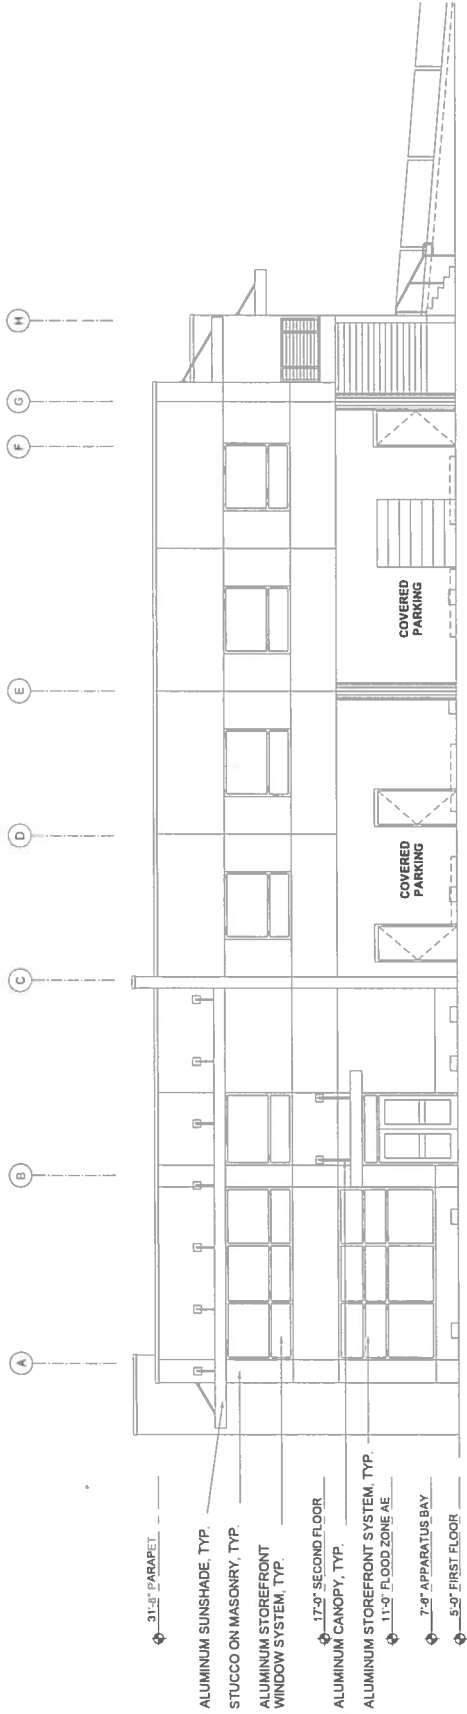 A
B
C
D
E
F
G
H
31'-8" PARAPET
ALUMINUM SUNSHADE, TYP.
STUCCO ON MASONRY, TYP.
ALUMINUM STOREFRONT
WINDOW SYSTEM, TYP.
17'-0" SECOND FLOOR
ALUMINUM CANOPY, TYP.
ALUMINUM STOREFRONT SYSTEM, TYP.
11'-0" FLOOD ZONE AE
7'-6" APPARATUS BAY
5'-0" FIRST FLOOR
COVERED
PARKING
COVERED
PARKING